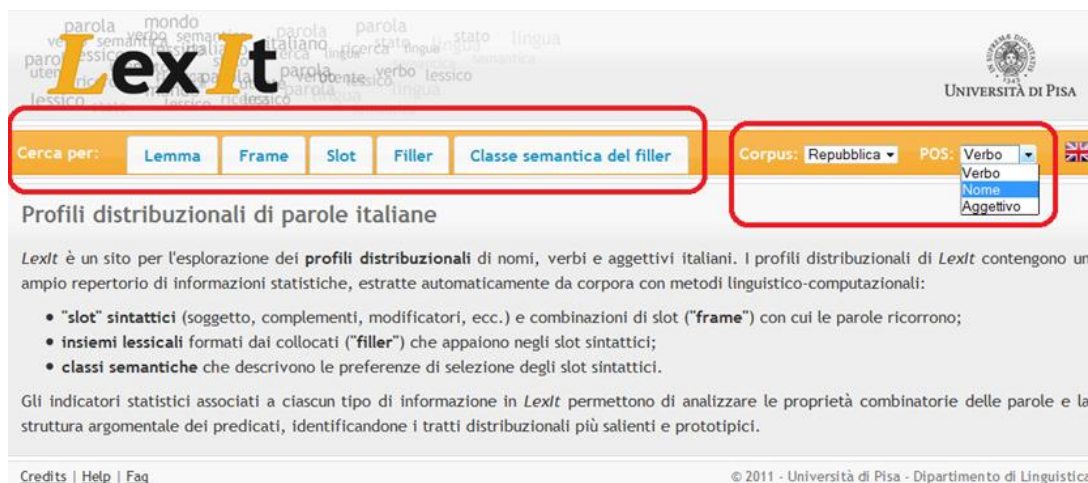 LexIt
UNIVERSITÀ DI PISA
Cerca per: Lemma Frame Slot Filler Classe semantica del filler Corpus: Repubblica POS: Verbo
Verbo
Nome
Aggettivo
Profili distribuzionali di parole italiane
LexIt è un sito per l'esplorazione dei profili distribuzionali di nomi, verbi e aggettivi italiani. I profili distribuzionali di LexIt contengono un
ampio repertorio di informazioni statistiche, estratte automaticamente da corpora con metodi linguistico-computazionali:
• "slot" sintattici (soggetto, complementi, modificatori, ecc.) e combinazioni di slot ("frame") con cui le parole ricorrono;
• insiemi lessicali formati dai collocati ("filler") che appaiono negli slot sintattici;
• classi semantiche che descrivono le preferenze di selezione degli slot sintattici.
Gli indicatori statistici associati a ciascun tipo di informazione in LexIt permettono di analizzare le proprietà combinatorie delle parole e la
struttura argomentale dei predicati, identificandone i tratti distribuzionali più salienti e prototipici.
Credits | Help | Faq © 2011 - Università di Pisa - Dipartimento di Linguistica